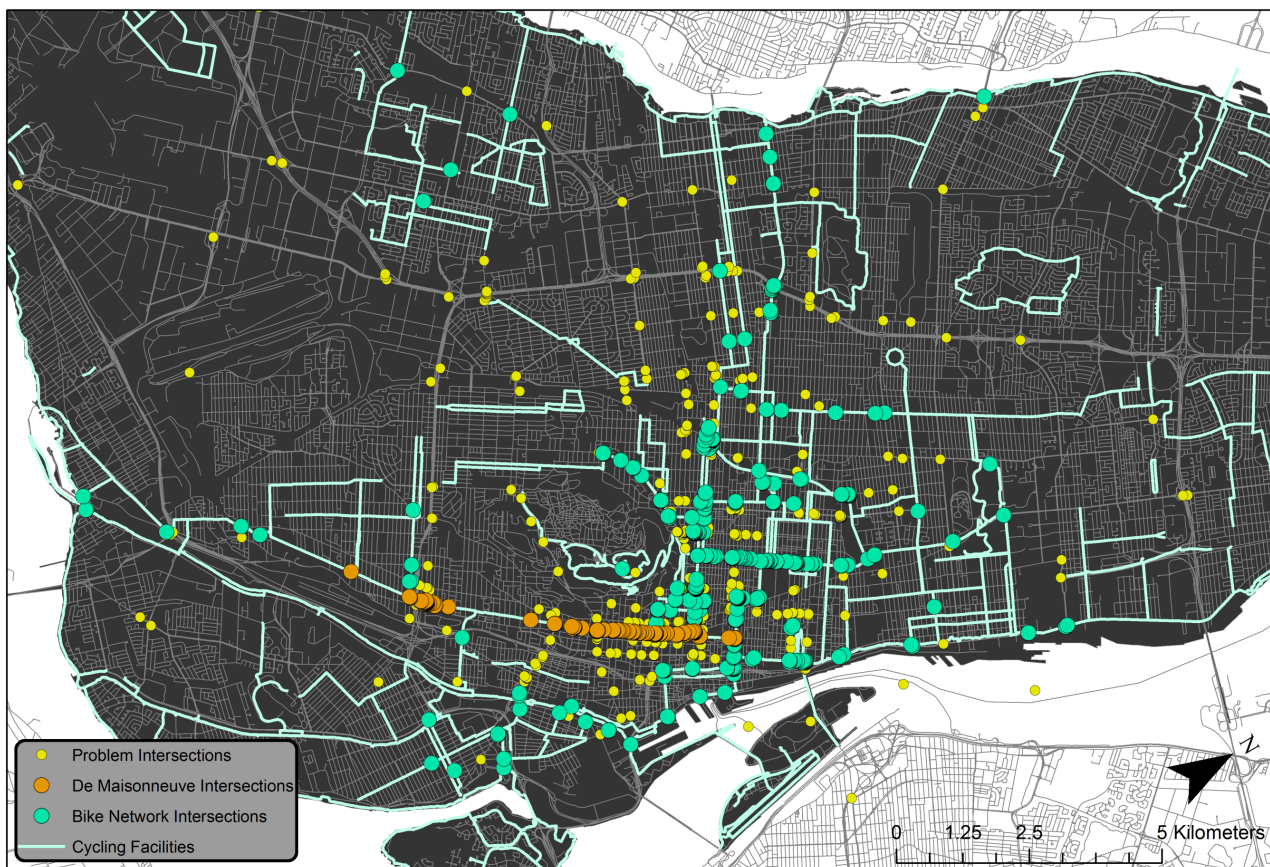 Problem Intersections
De Maisonneuve Intersections
Bike Network Intersections
Cycling Facilities
N
0 1.25 2.5 5 Kilometers